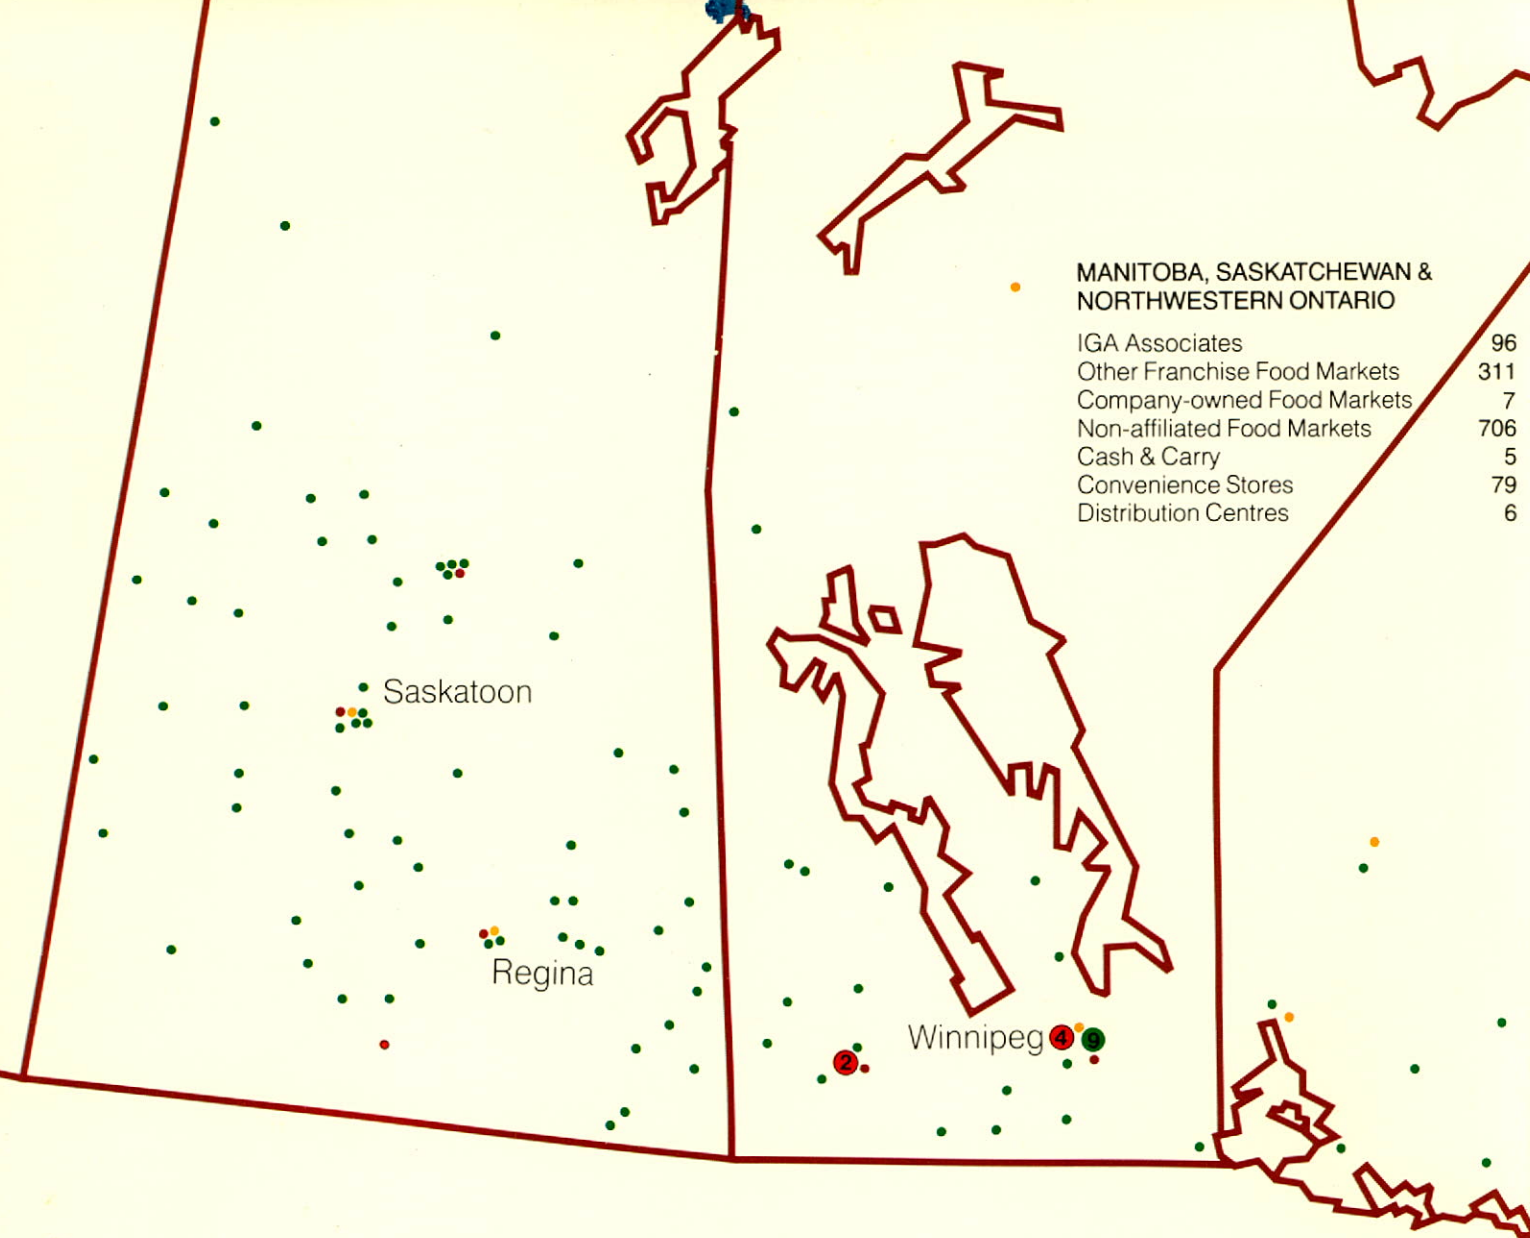 MANITOBA, SASKATCHEWAN &
NORTHWESTERN ONTARIO
IGA Associates 96
Other Franchise Food Markets 311
Company-owned Food Markets 7
Non-affiliated Food Markets 706
Cash & Carry 5
Convenience Stores 79
Distribution Centres 6
Saskatoon
Regina
Winnipeg 4 9
2